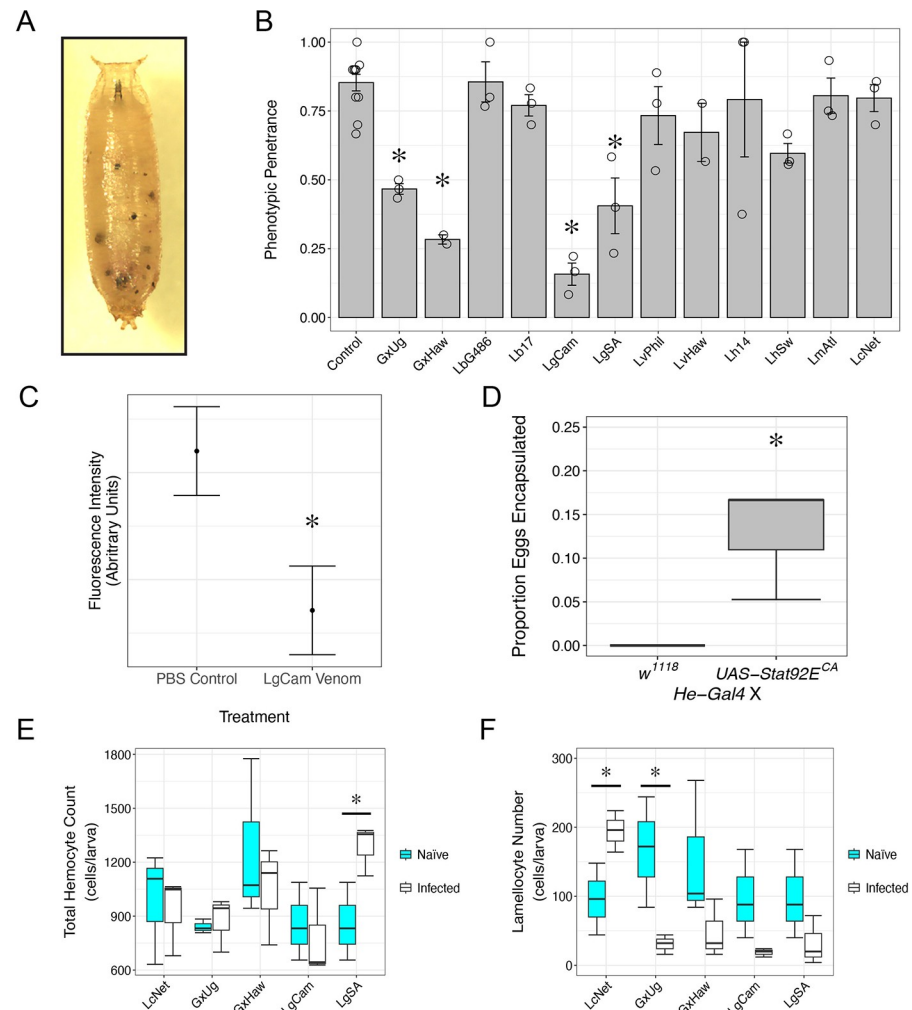 A
B
Phenotypic Penetrance
1.00
0.75
0.50
0.25
0.00
*
*
*
*
Control
GxUg
GxHaw
LbG486
Lb17
LgCam
LgSA
LvPhil
LvHaw
Lh14
LhSw
LmAtl
LcNet
C
Fluorescence Intensity
(Abritrary Units)
*
PBS Control
LgCam Venom
Treatment
D
Proportion Eggs Encapsulated
0.25
0.20
0.15
0.10
0.05
0.00
*
w1118
UAS−Stat92ECA
He−Gal4 X
E
Total Hemocyte Count
(cells/larva)
1800
1500
1200
900
600
*
LcNet
GxUg
GxHaw
LgCam
LgSA
Naïve
Infected
F
Lamellocyte Number
(cells/larva)
300
200
100
0
*
*
LcNet
GxUg
GxHaw
LgCam
LgSA
Naïve
Infected